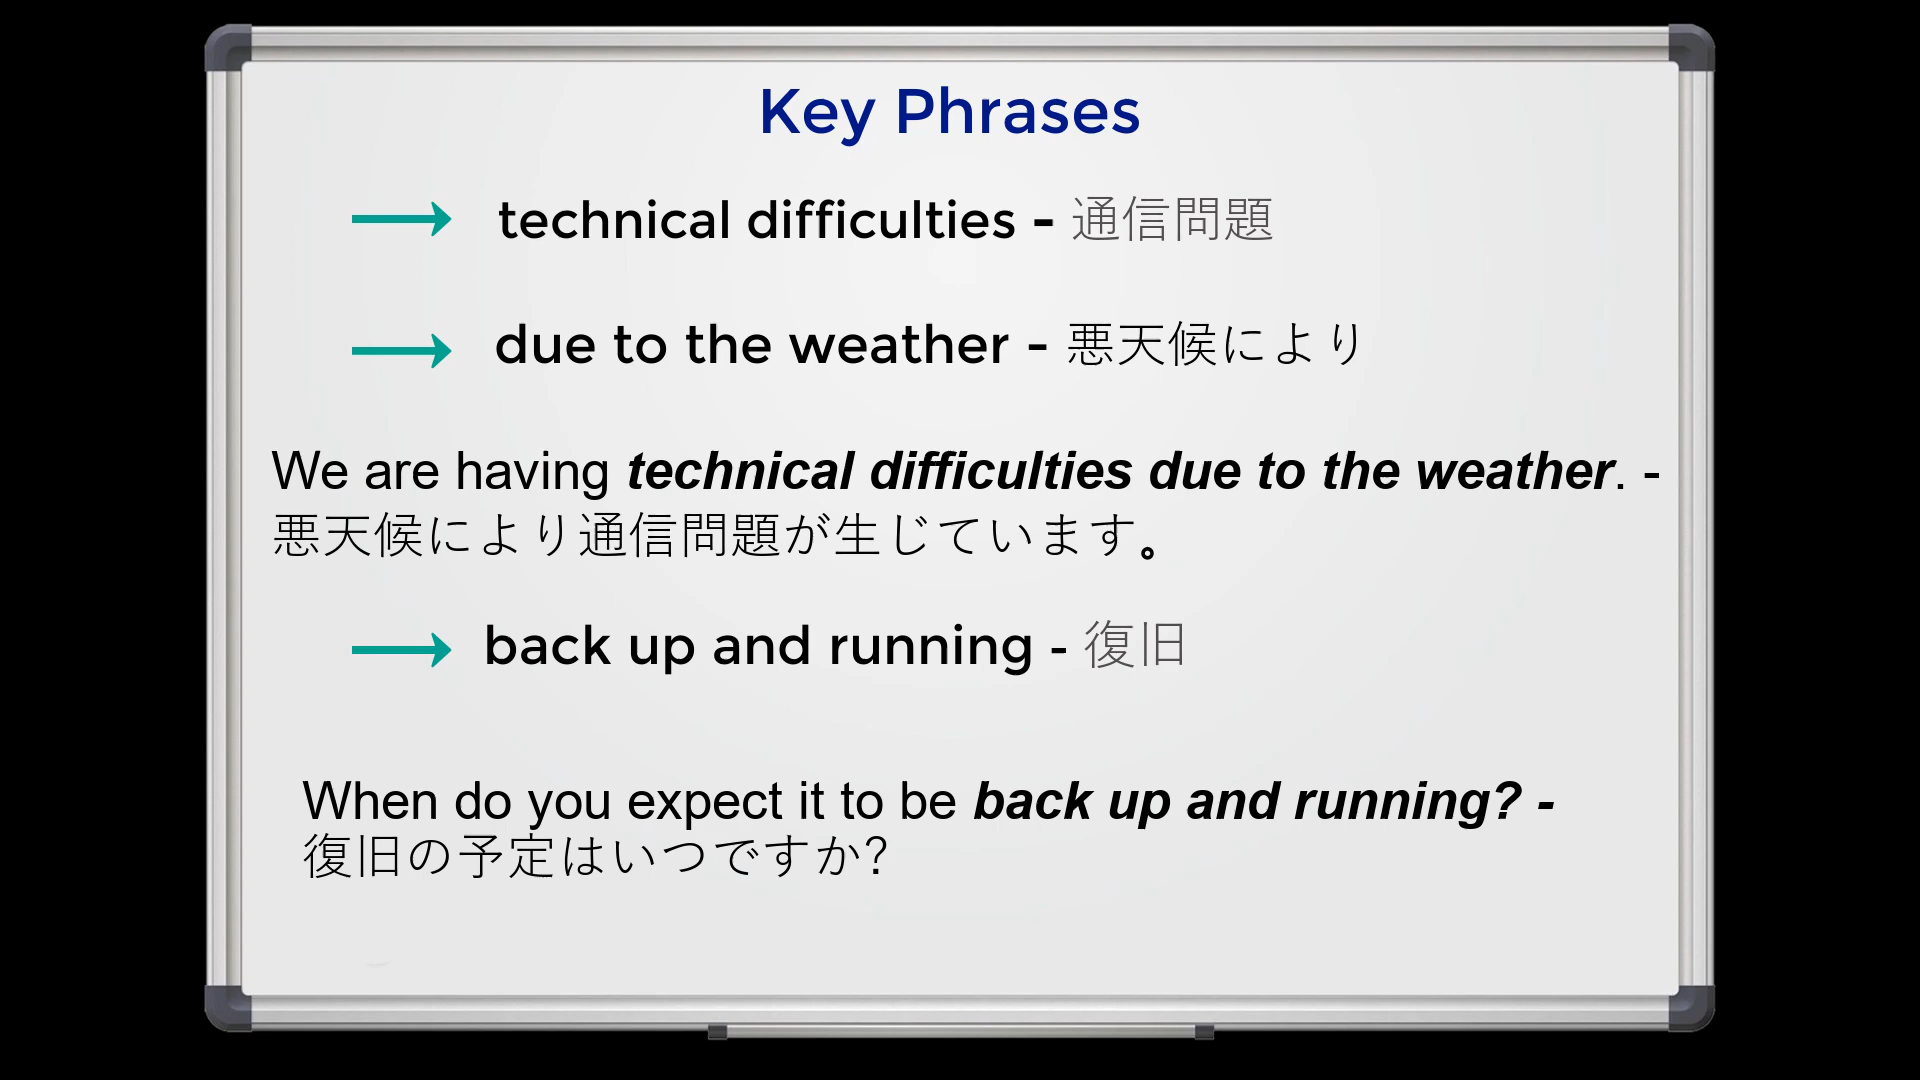 Key Phrases
technical difficulties - 通信問題
due to the weather - 悪天候により
We are having technical difficulties due to the weather. -
悪天候により通信問題が生じています。
back up and running - 復旧
When do you expect it to be back up and running? -
復旧の予定はいつですか?